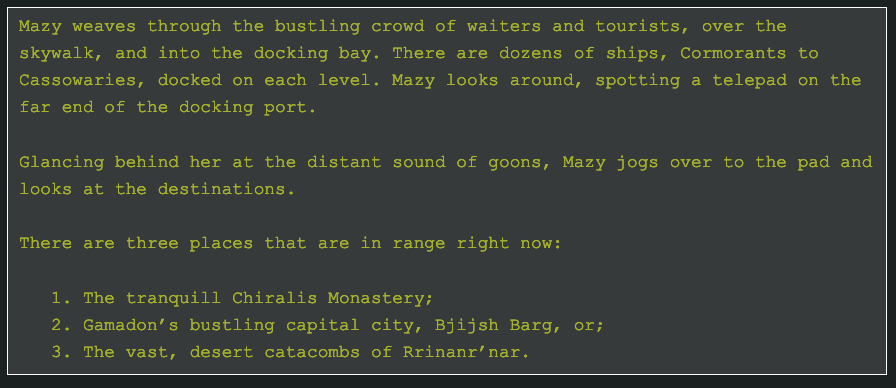 Mazy weaves through the bustling crowd of waiters and tourists, over the
skywalk, and into the docking bay. There are dozens of ships, Cormorants to
Cassowaries, docked on each level. Mazy looks around, spotting a telepad on the
far end of the docking port.
Glancing behind her at the distant sound of goons, Mazy jogs over to the pad and
looks at the destinations.
There are three places that are in range right now:
1. The tranquill Chiralis Monastery;
2. Gamadon’s bustling capital city, Bjijsh Barg, or;
3. The vast, desert catacombs of Rrinanr’nar.